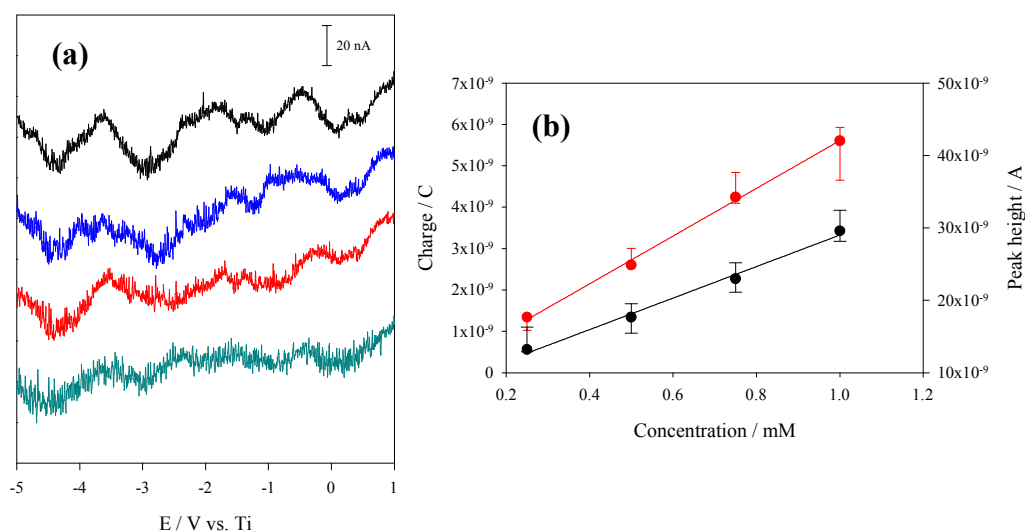 (a)
20 nA
-5 -4 -3 -2 -1 0 1
E / V vs. Ti
(b)
7x10⁻⁹
6x10⁻⁹
5x10⁻⁹
4x10⁻⁹
3x10⁻⁹
2x10⁻⁹
1x10⁻⁹
0
Charge / C
50x10⁻⁹
40x10⁻⁹
30x10⁻⁹
20x10⁻⁹
10x10⁻⁹
Peak height / A
0.2 0.4 0.6 0.8 1.0 1.2
Concentration / mM